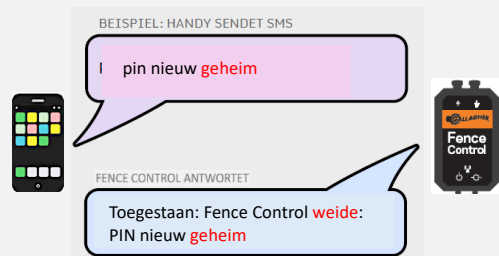 BEISPIEL: HANDY SENDET SMS
pin nieuw geheim
GALLAGHER
Fence
Control
FENCE CONTROL ANTWORTET
Toegestaan: Fence Control weide:
PIN nieuw geheim